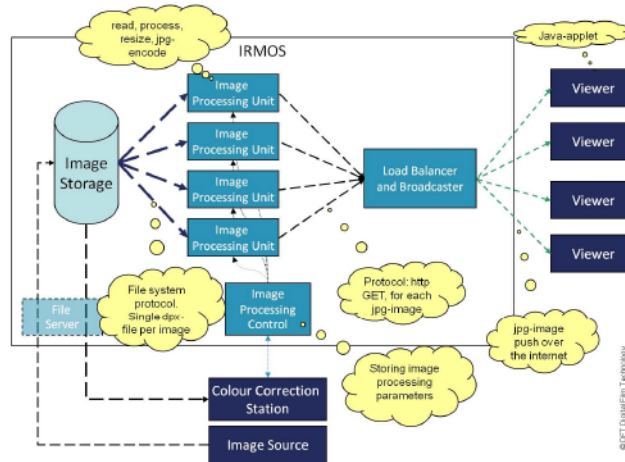 read, process,
resize, jpg-
encode
IRMOS
Java-applet
Image
Processing Unit
Image
Processing Unit
Image
Processing Unit
Image
Processing Unit
Image
Storage
Load Balancer
and Broadcaster
Viewer
Viewer
Viewer
Viewer
File
Server
File system
protocol.
Single dpx-
file per image
Image
Processing
Control
Protocol: http
GET, for each
jpg-image
jpg-image
push over
the internet
Storing image
processing
parameters
Colour Correction
Station
Image Source
©DFT DigitalFilm Technology